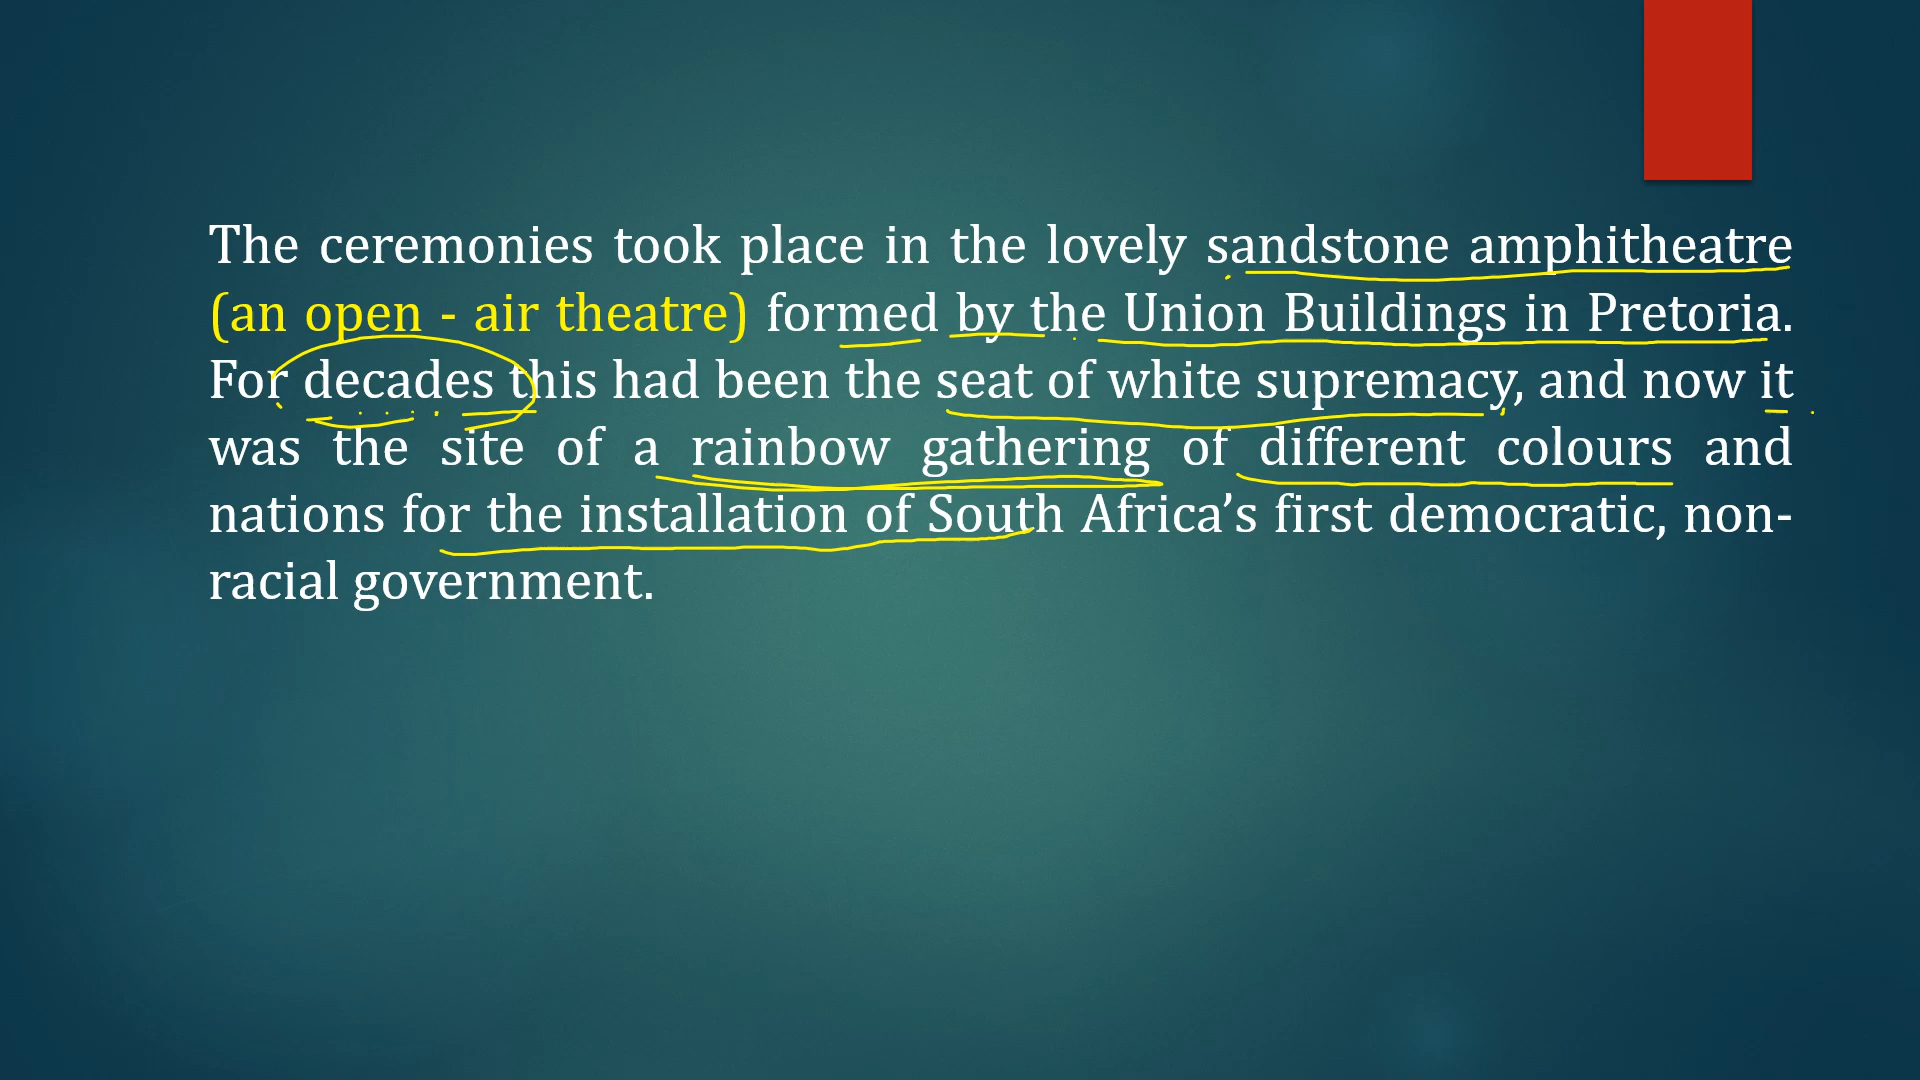 The ceremonies took place in the lovely sandstone amphitheatre
(an open - air theatre) formed by the Union Buildings in Pretoria.
For decades this had been the seat of white supremacy, and now it
was the site of a rainbow gathering of different colours and
nations for the installation of South Africa’s first democratic, non-
racial government.